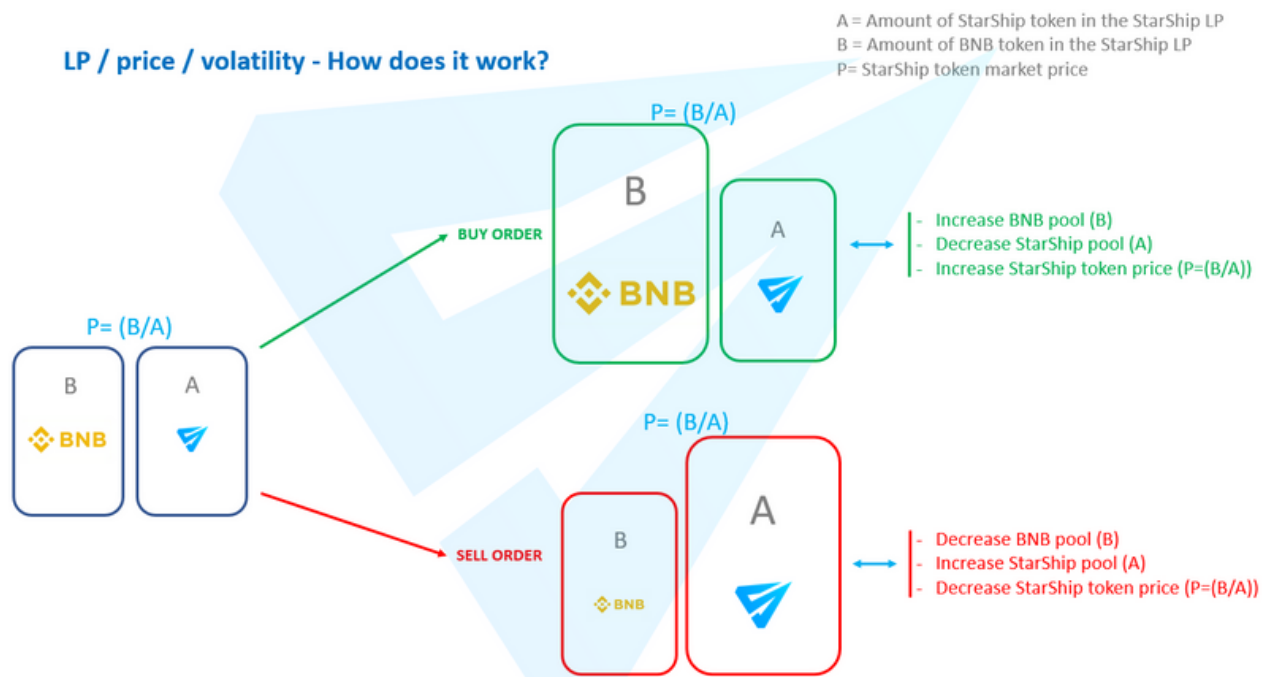 A = Amount of StarShip token in the StarShip LP
B = Amount of BNB token in the StarShip LP
P= StarShip token market price
LP / price / volatility - How does it work?
P= (B/A)
B
BNB
A
BUY ORDER
- Increase BNB pool (B)
- Decrease StarShip pool (A)
- Increase StarShip token price (P=(B/A))
P= (B/A)
B
BNB
A
P= (B/A)
B
BNB
A
SELL ORDER
- Decrease BNB pool (B)
- Increase StarShip pool (A)
- Decrease StarShip token price (P=(B/A))